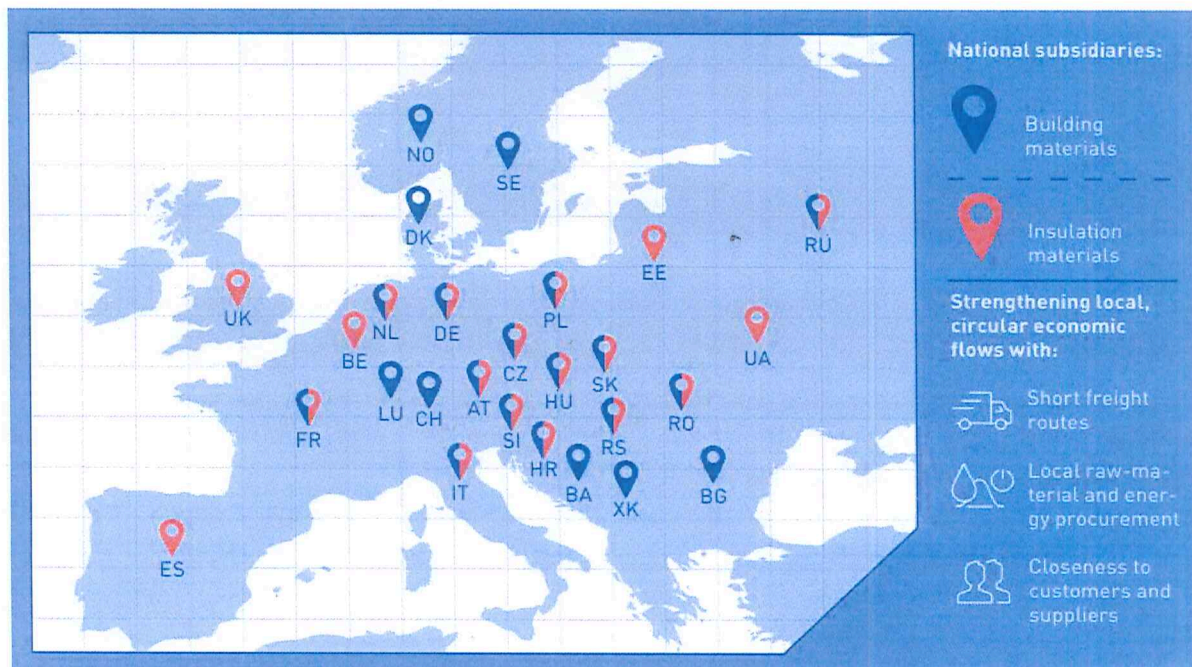 National subsidiaries:
Building
materials
Insulation
materials
Strengthening local,
circular economic
flows with:
Short freight
routes
Local raw-ma-
terial and ener-
gy procurement
Closeness to
customers and
suppliers
NO
SE
DK
RU
EE
UK
NL
DE
PL
BE
UA
CZ
SK
LU
CH
AT
HU
RO
FR
SI
RS
IT
HR
BA
XK
BG
ES